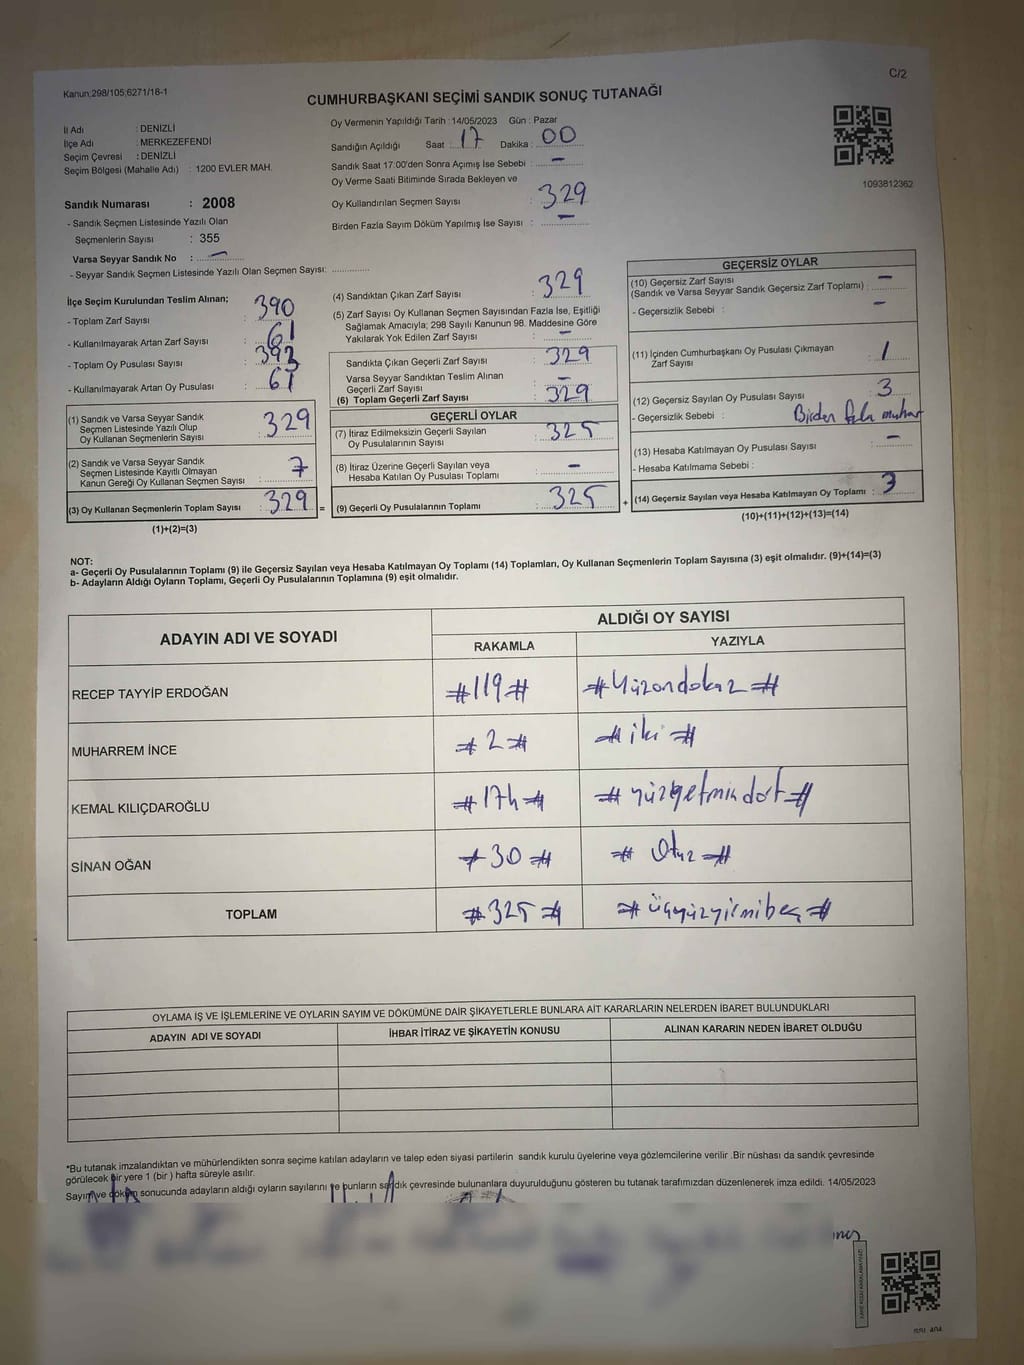 C/2
Kanun:298/105;6271/18-1
CUMHURBAŞKANI SEÇİMİ SANDIK SONUÇ TUTANAĞI
İl Adı : DENİZLİ
İlçe Adı : MERKEZEFENDİ
Seçim Çevresi : DENİZLİ
Seçim Bölgesi (Mahalle Adı) : 1200 EVLER MAH.
Sandık Numarası : 2008
- Sandık Seçmen Listesinde Yazılı Olan
Seçmenlerin Sayısı : 355
Varsa Seyyar Sandık No : —
- Seyyar Sandık Seçmen Listesinde Yazılı Olan Seçmen Sayısı: ..............
Oy Vermenin Yapıldığı Tarih : 14/05/2023 Gün : Pazar
Sandığın Açıldığı Saat : 17 Dakika : 00
Sandık Saat 17:00'den Sonra Açımış İse Sebebi : —
Oy Verme Saati Bitiminde Sırada Bekleyen ve
Oy Kullandırılan Seçmen Sayısı : 329
Birden Fazla Sayım Döküm Yapılmış İse Sayısı : —
1093812362
İlçe Seçim Kurulundan Teslim Alınan;
- Toplam Zarf Sayısı : 390
- Kullanılmayarak Artan Zarf Sayısı : 61
- Toplam Oy Pusulası Sayısı :
- Kullanılmayarak Artan Oy Pusulası : 61
(1) Sandık ve Varsa Seyyar Sandık
Seçmen Listesinde Yazılı Olup
Oy Kullanan Seçmenlerin Sayısı : 329
(2) Sandık ve Varsa Seyyar Sandık
Seçmen Listesinde Kayıtlı Olmayan
Kanun Gereği Oy Kullanan Seçmen Sayısı : 7
(3) Oy Kullanan Seçmenlerin Toplam Sayısı : 329 =
(1)+(2)=(3)
(4) Sandıktan Çıkan Zarf Sayısı : 329
(5) Zarf Sayısı Oy Kullanan Seçmen Sayısından Fazla İse, Eşitliği
Sağlamak Amacıyla; 298 Sayılı Kanunun 98. Maddesine Göre
Yakılarak Yok Edilen Zarf Sayısı : —
Sandıkta Çıkan Geçerli Zarf Sayısı : 329
Varsa Seyyar Sandıktan Teslim Alınan
Geçerli Zarf Sayısı : —
(6) Toplam Geçerli Zarf Sayısı : 329
GEÇERLİ OYLAR
(7) İtiraz Edilmeksizin Geçerli Sayılan
Oy Pusulalarının Sayısı : 325
(8) İtiraz Üzerine Geçerli Sayılan veya
Hesaba Katılan Oy Pusulası Toplamı : —
(9) Geçerli Oy Pusulalarının Toplamı : 325 +
GEÇERSİZ OYLAR
(10) Geçersiz Zarf Sayısı
(Sandık ve Varsa Seyyar Sandık Geçersiz Zarf Toplamı) : —
- Geçersizlik Sebebi : —
(11) İçinden Cumhurbaşkanı Oy Pusulası Çıkmayan
Zarf Sayısı : 1
(12) Geçersiz Sayılan Oy Pusulası Sayısı : 3
- Geçersizlik Sebebi : Birden fazla muhur
(13) Hesaba Katılmayan Oy Pusulası Sayısı : —
- Hesaba Katılmama Sebebi :
(14) Geçersiz Sayılan veya Hesaba Katılmayan Oy Toplamı : 3
(10)+(11)+(12)+(13)=(14)
NOT:
a- Geçerli Oy Pusulalarının Toplamı (9) ile Geçersiz Sayılan veya Hesaba Katılmayan Oy Toplamı (14) Toplamları, Oy Kullanan Seçmenlerin Toplam Sayısına (3) eşit olmalıdır. (9)+(14)=(3)
b- Adayların Aldığı Oyların Toplamı, Geçerli Oy Pusulalarının Toplamına (9) eşit olmalıdır.
ADAYIN ADI VE SOYADI
ALDIĞI OY SAYISI
RAKAMLA YAZIYLA
RECEP TAYYİP ERDOĞAN #119# #Yüzondokuz#
MUHARREM İNCE #2# #iki#
KEMAL KILIÇDAROĞLU #174# #yüzyetmişdört#
SİNAN OĞAN #30# #Otuz#
TOPLAM #325# #üçyüzyirmibeş#
OYLAMA İŞ VE İŞLEMLERİNE VE OYLARIN SAYIM VE DÖKÜMÜNE DAİR ŞİKAYETLERLE BUNLARA AİT KARARLARIN NELERDEN İBARET BULUNDUKLARI
ADAYIN ADI VE SOYADI İHBAR İTİRAZ VE ŞİKAYETİN KONUSU ALINAN KARARIN NEDEN İBARET OLDUĞU
*Bu tutanak imzalandıktan ve mühürlendikten sonra seçime katılan adayların ve talep eden siyasi partilerin sandık kurulu üyelerine veya gözlemcilerine verilir .Bir nüshası da sandık çevresinde
görülecek bir yere 1 (bir ) hafta süreyle asılır.
Sayım ve döküm sonucunda adayların aldığı oyların sayılarını ve bunların sandık çevresinde bulunanlara duyurulduğunu gösteren bu tutanak tarafımızdan düzenlenerek imza edildi. 14/05/2023